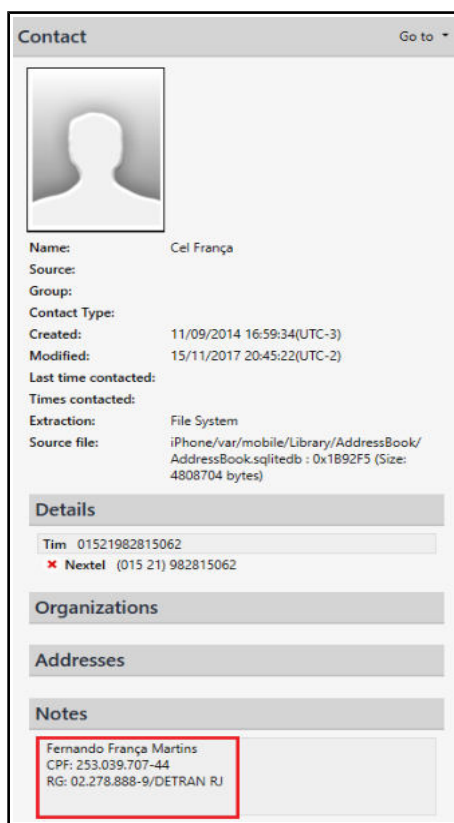 Contact
Go to
Name: Cel França
Source:
Group:
Contact Type:
Created: 11/09/2014 16:59:34(UTC-3)
Modified: 15/11/2017 20:45:22(UTC-2)
Last time contacted:
Times contacted:
Extraction: File System
Source file: iPhone/var/mobile/Library/AddressBook/
AddressBook.sqlitedb : 0x1B92F5 (Size:
4808704 bytes)
Details
Tim 01521982815062
Nextel (015 21) 982815062
Organizations
Addresses
Notes
Fernando França Martins
CPF: 253.039.707-44
RG: 02.278.888-9/DETRAN RJ